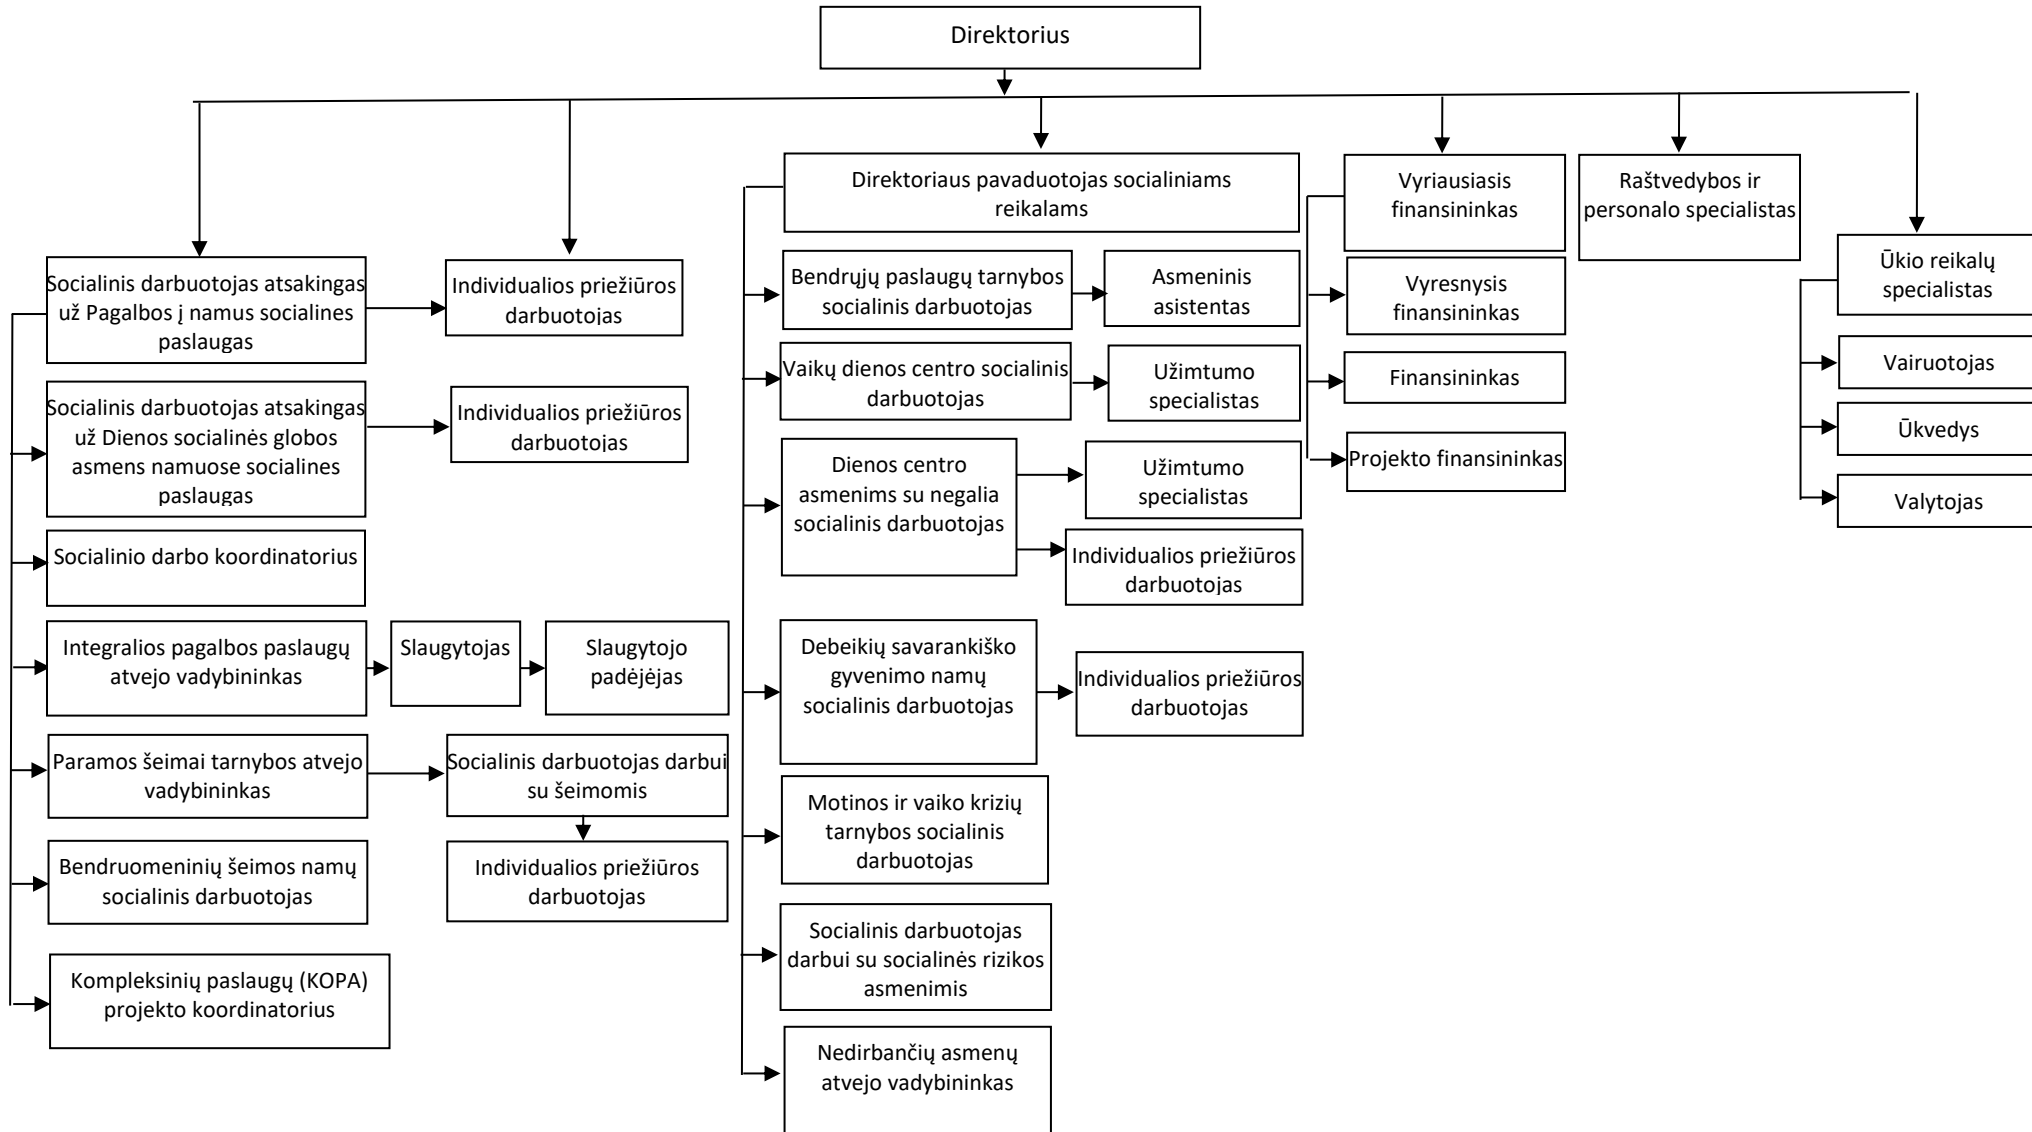 Direktorius
Socialinis darbuotojas atsakingas
už Pagalbos į namus socialines
paslaugas
Individualios priežiūros
darbuotojas
Socialinis darbuotojas atsakingas
už Dienos socialinės globos
asmens namuose socialines
paslaugas
Individualios priežiūros
darbuotojas
Socialinio darbo koordinatorius
Integralios pagalbos paslaugų
atvejo vadybininkas
Slaugytojas
Slaugytojo
padėjėjas
Paramos šeimai tarnybos atvejo
vadybininkas
Socialinis darbuotojas darbui
su šeimomis
Individualios priežiūros
darbuotojas
Bendruomeninių šeimos namų
socialinis darbuotojas
Kompleksinių paslaugų (KOPA)
projekto koordinatorius
Direktoriaus pavaduotojas socialiniams
reikalams
Bendrųjų paslaugų tarnybos
socialinis darbuotojas
Asmeninis
asistentas
Vaikų dienos centro socialinis
darbuotojas
Užimtumo
specialistas
Dienos centro
asmenims su negalia
socialinis darbuotojas
Užimtumo
specialistas
Individualios priežiūros
darbuotojas
Debeikių savarankiško
gyvenimo namų
socialinis darbuotojas
Individualios priežiūros
darbuotojas
Motinos ir vaiko krizių
tarnybos socialinis
darbuotojas
Socialinis darbuotojas
darbui su socialinės rizikos
asmenimis
Nedirbančių asmenų
atvejo vadybininkas
Vyriausiasis
finansininkas
Vyresnysis
finansininkas
Finansininkas
Projekto finansininkas
Raštvedybos ir
personalo specialistas
Ūkio reikalų
specialistas
Vairuotojas
Ūkvedys
Valytojas